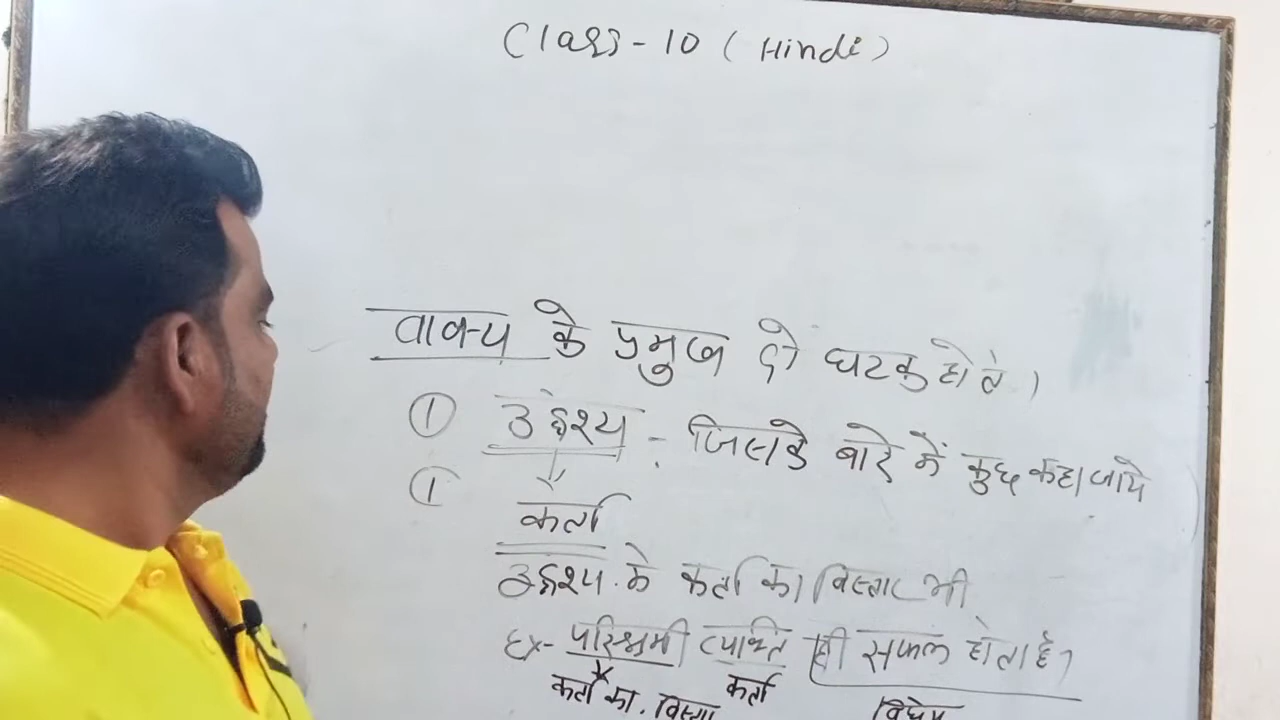 Class - 10 ( Hindi )
वाक्य के प्रमुख दो घटक होते ।
① उद्देश्य - जिसके बारे में कुछ कहा जाये
① कर्ता
उद्देश्य के कर्ता का विस्तार भी
Ex- परिश्रमी व्यक्ति ही सफल होता है ।
कर्ता का विस्ता कर्ता विधेय